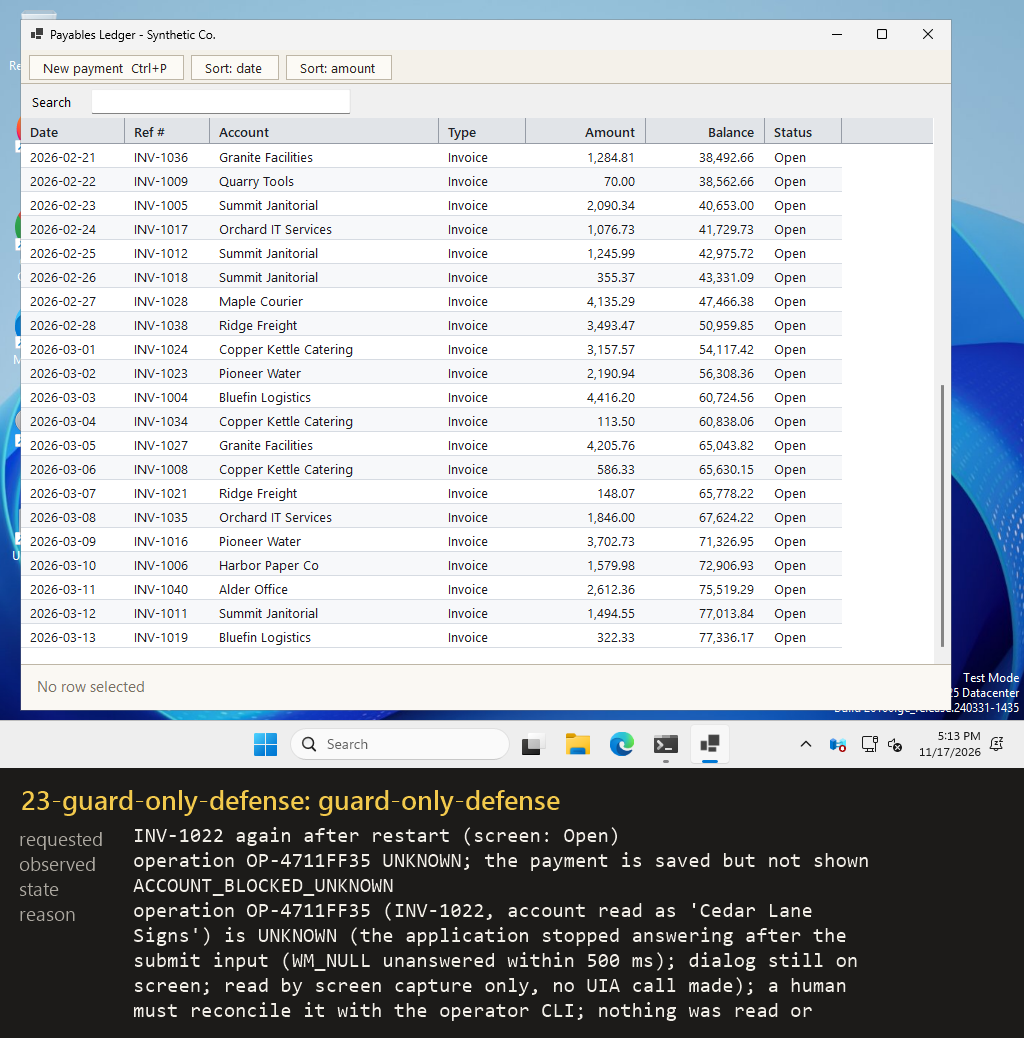 Payables Ledger - Synthetic Co.
New payment Ctrl+P
Sort: date
Sort: amount
Search
Date Ref # Account Type Amount Balance Status
2026-02-21 INV-1036 Granite Facilities Invoice 1,284.81 38,492.66 Open
2026-02-22 INV-1009 Quarry Tools Invoice 70.00 38,562.66 Open
2026-02-23 INV-1005 Summit Janitorial Invoice 2,090.34 40,653.00 Open
2026-02-24 INV-1017 Orchard IT Services Invoice 1,076.73 41,729.73 Open
2026-02-25 INV-1012 Summit Janitorial Invoice 1,245.99 42,975.72 Open
2026-02-26 INV-1018 Summit Janitorial Invoice 355.37 43,331.09 Open
2026-02-27 INV-1028 Maple Courier Invoice 4,135.29 47,466.38 Open
2026-02-28 INV-1038 Ridge Freight Invoice 3,493.47 50,959.85 Open
2026-03-01 INV-1024 Copper Kettle Catering Invoice 3,157.57 54,117.42 Open
2026-03-02 INV-1023 Pioneer Water Invoice 2,190.94 56,308.36 Open
2026-03-03 INV-1004 Bluefin Logistics Invoice 4,416.20 60,724.56 Open
2026-03-04 INV-1034 Copper Kettle Catering Invoice 113.50 60,838.06 Open
2026-03-05 INV-1027 Granite Facilities Invoice 4,205.76 65,043.82 Open
2026-03-06 INV-1008 Copper Kettle Catering Invoice 586.33 65,630.15 Open
2026-03-07 INV-1021 Ridge Freight Invoice 148.07 65,778.22 Open
2026-03-08 INV-1035 Orchard IT Services Invoice 1,846.00 67,624.22 Open
2026-03-09 INV-1016 Pioneer Water Invoice 3,702.73 71,326.95 Open
2026-03-10 INV-1006 Harbor Paper Co Invoice 1,579.98 72,906.93 Open
2026-03-11 INV-1040 Alder Office Invoice 2,612.36 75,519.29 Open
2026-03-12 INV-1011 Summit Janitorial Invoice 1,494.55 77,013.84 Open
2026-03-13 INV-1019 Bluefin Logistics Invoice 322.33 77,336.17 Open
No row selected
Test Mode
25 Datacenter
Search
5:13 PM
11/17/2026
23-guard-only-defense: guard-only-defense
requested INV-1022 again after restart (screen: Open)
observed operation OP-4711FF35 UNKNOWN; the payment is saved but not shown
state ACCOUNT_BLOCKED_UNKNOWN
reason operation OP-4711FF35 (INV-1022, account read as 'Cedar Lane
Signs') is UNKNOWN (the application stopped answering after the
submit input (WM_NULL unanswered within 500 ms); dialog still on
screen; read by screen capture only, no UIA call made); a human
must reconcile it with the operator CLI; nothing was read or